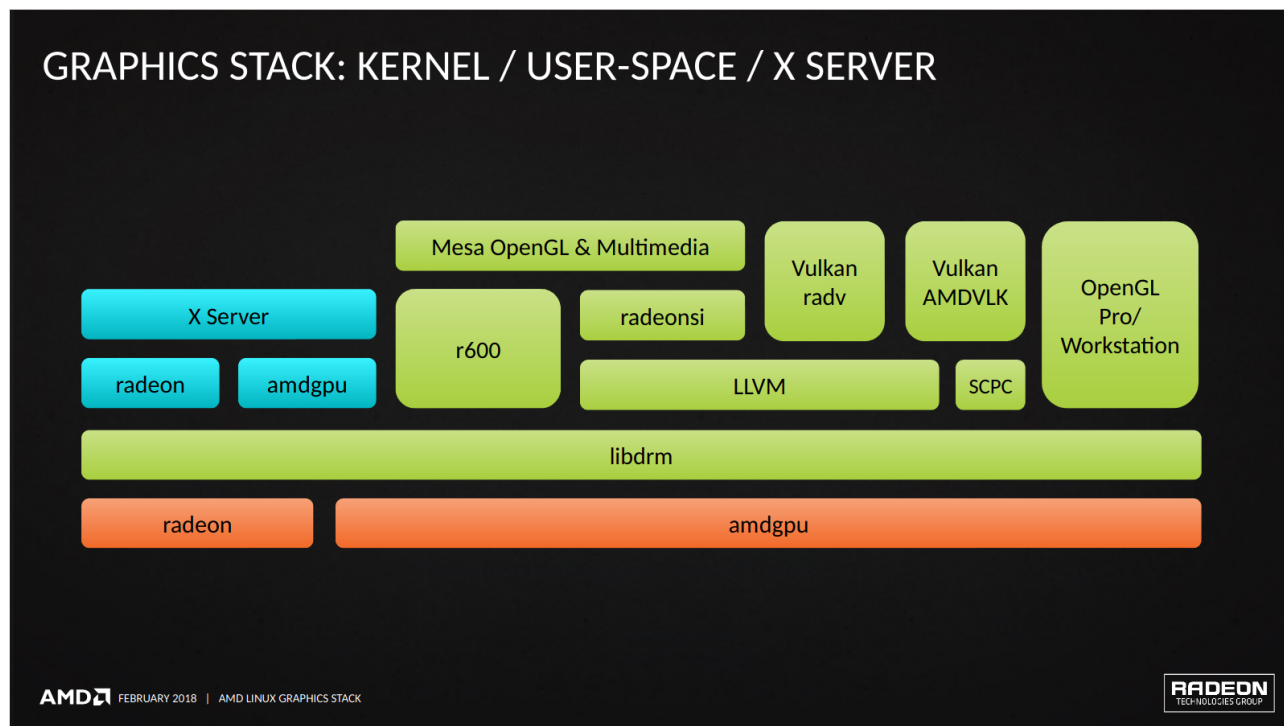 GRAPHICS STACK: KERNEL / USER-SPACE / X SERVER
Mesa OpenGL & Multimedia
Vulkan
radv
Vulkan
AMDVLK
OpenGL
Pro/
Workstation
X Server
r600
radeonsi
radeon
amdgpu
LLVM
SCPC
libdrm
radeon
amdgpu
AMD FEBRUARY 2018 | AMD LINUX GRAPHICS STACK
RADEON
TECHNOLOGIES GROUP